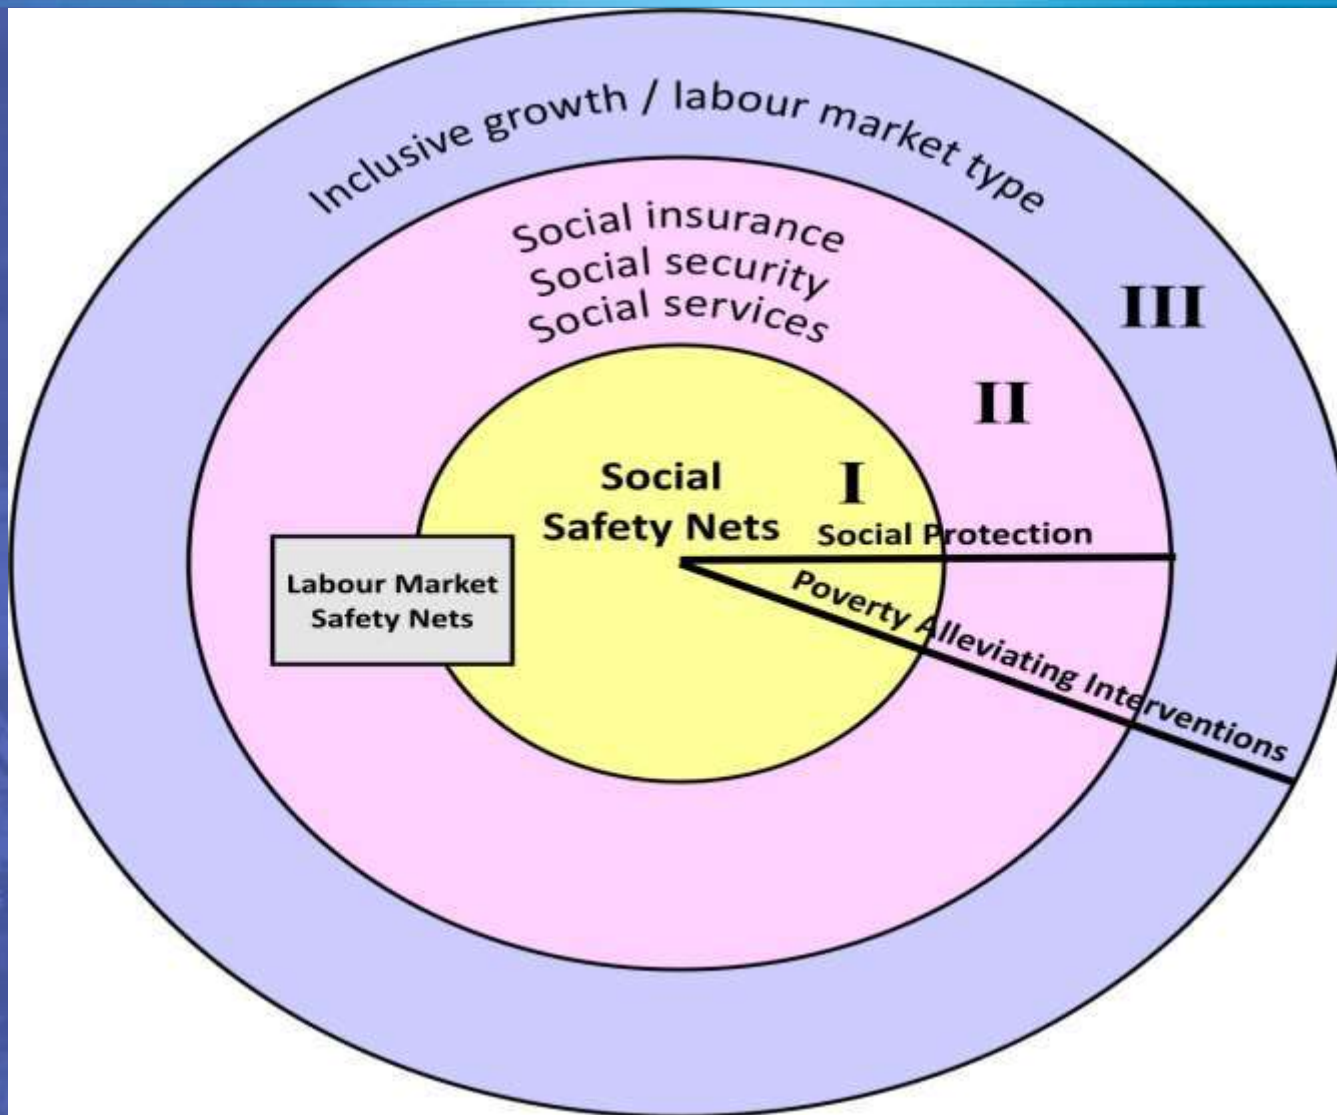 Inclusive growth / labour market type
Social insurance
Social security
Social services
III
II
I
Social
Safety Nets
Social Protection
Labour Market
Safety Nets
Poverty Alleviating Interventions